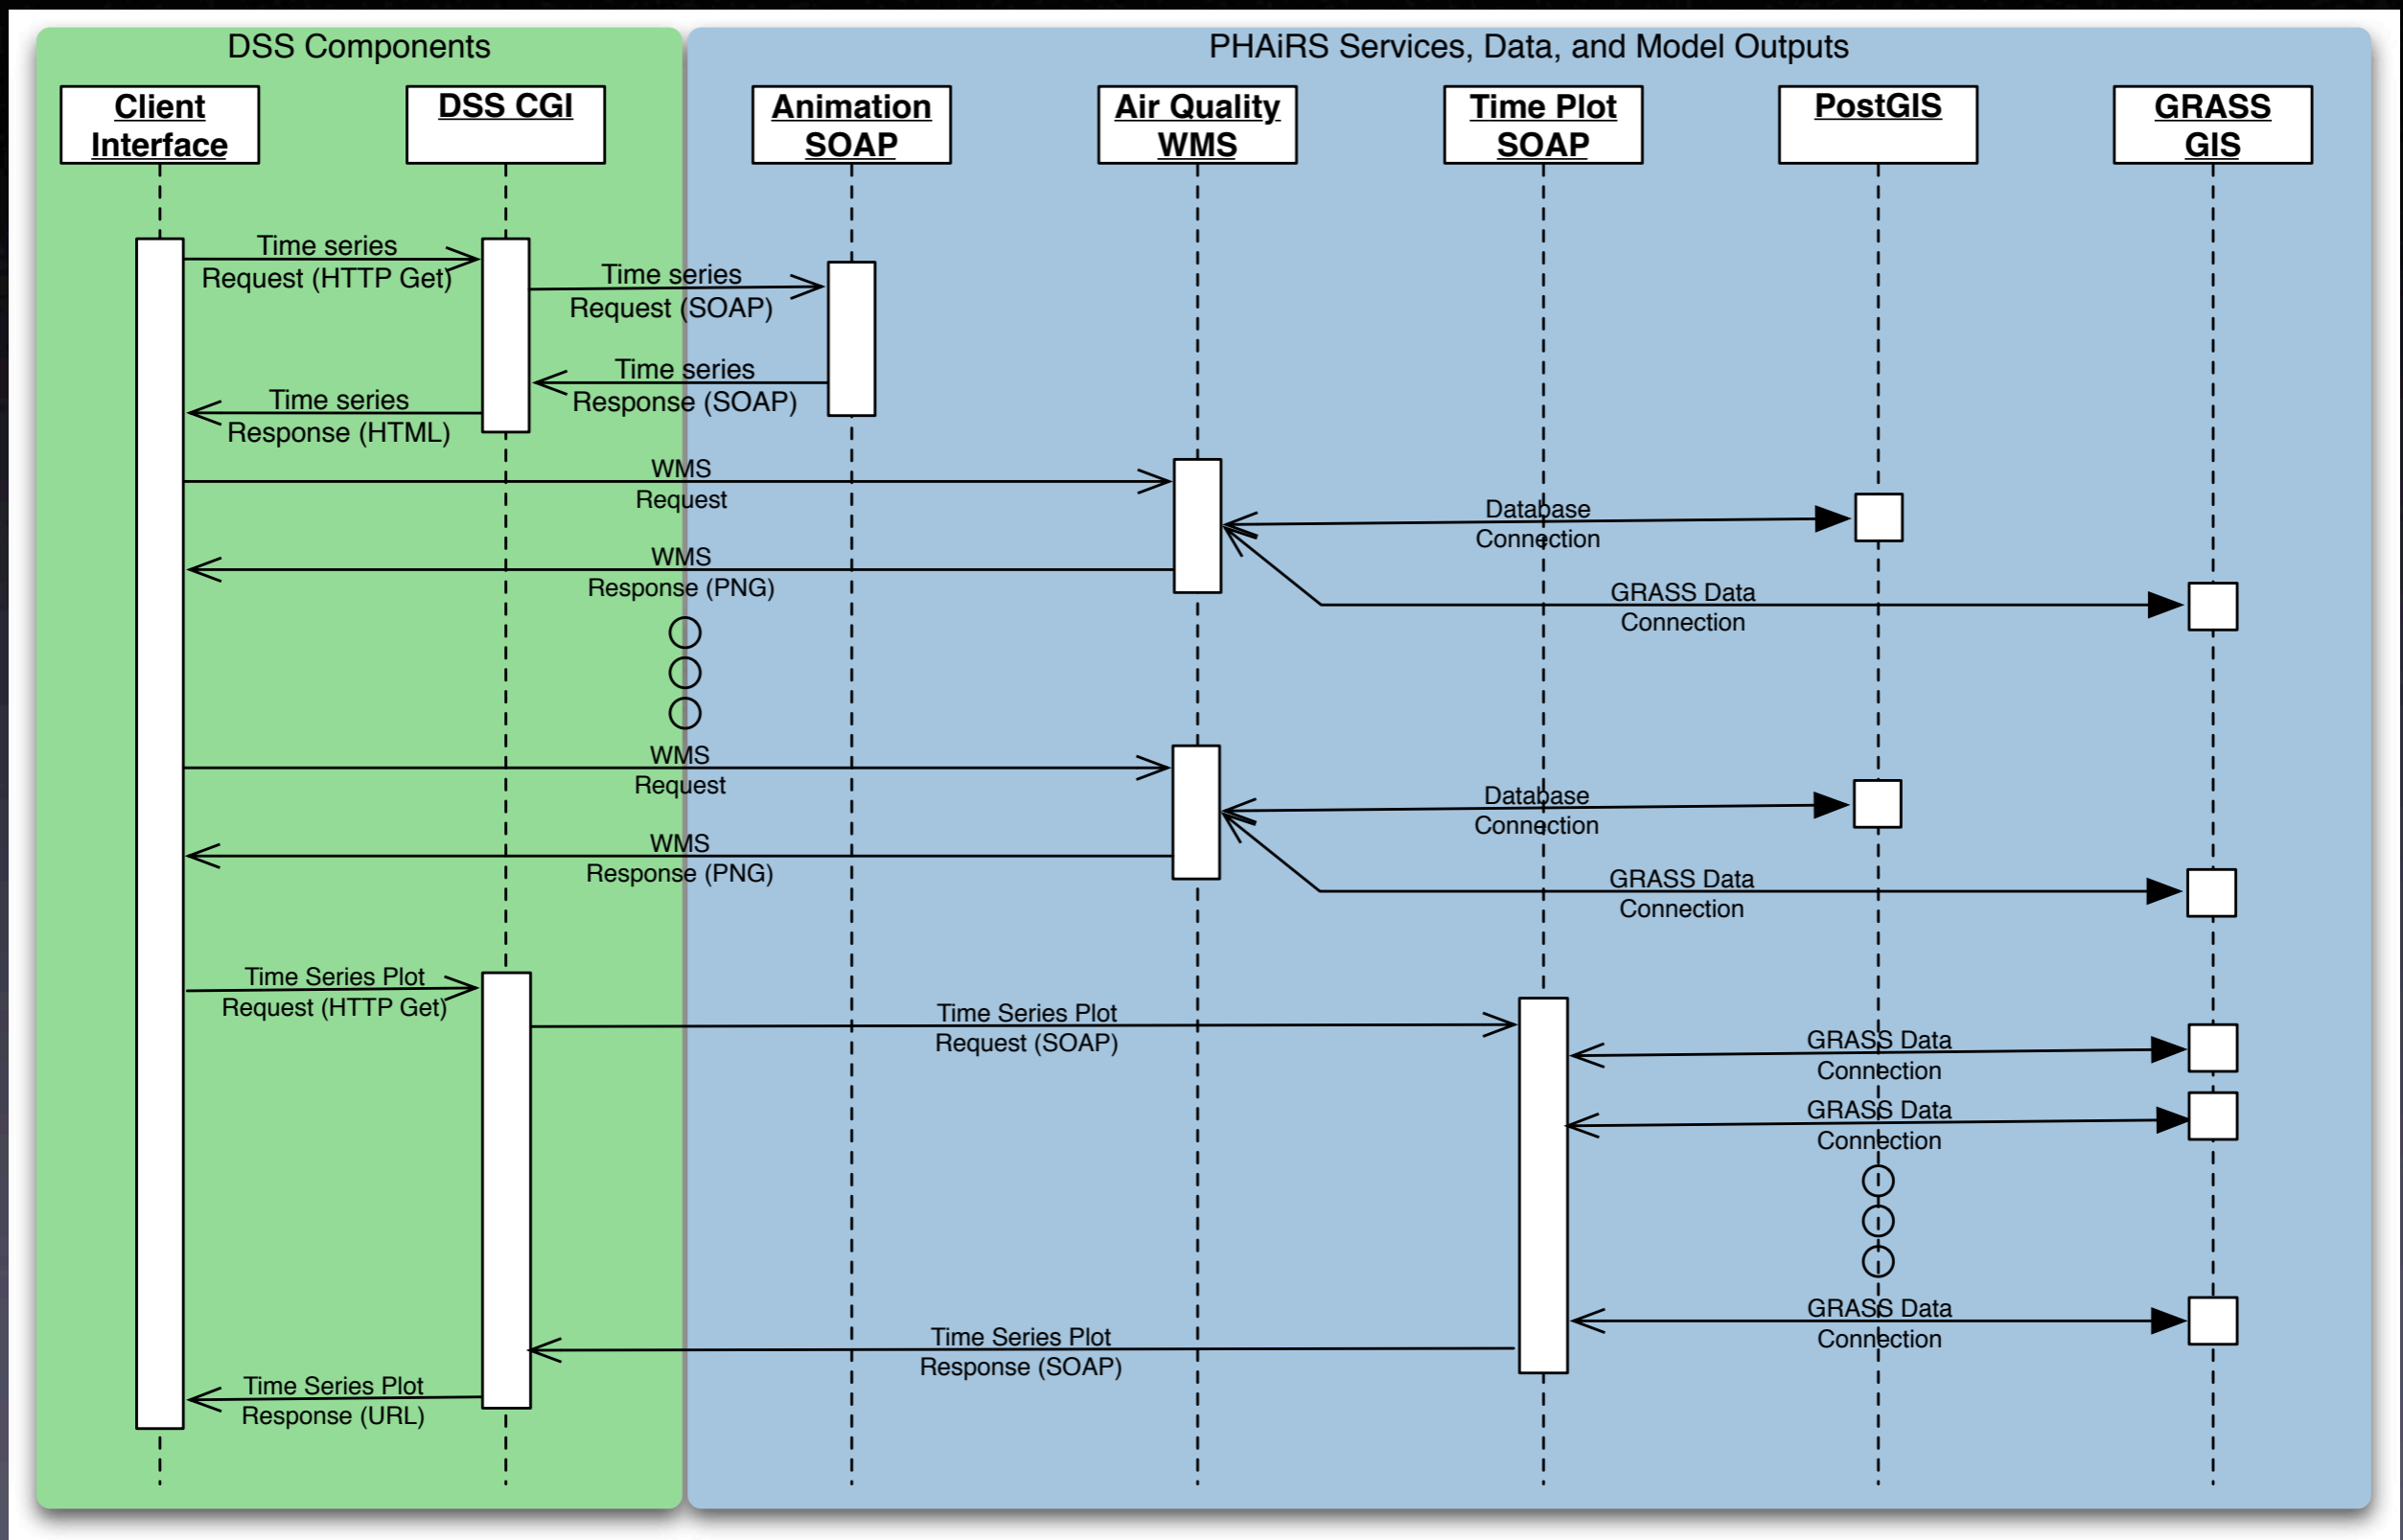 DSS Components
PHAiRS Services, Data, and Model Outputs
Client
Interface
DSS CGI
Animation
SOAP
Air Quality
WMS
Time Plot
SOAP
PostGIS
GRASS
GIS
Time series
Request (HTTP Get)
Time series
Request (SOAP)
Time series
Response (SOAP)
Time series
Response (HTML)
WMS
Request
Database
Connection
WMS
Response (PNG)
GRASS Data
Connection
WMS
Request
Database
Connection
WMS
Response (PNG)
GRASS Data
Connection
Time Series Plot
Request (HTTP Get)
Time Series Plot
Request (SOAP)
GRASS Data
Connection
GRASS Data
Connection
GRASS Data
Connection
Time Series Plot
Response (SOAP)
Time Series Plot
Response (URL)